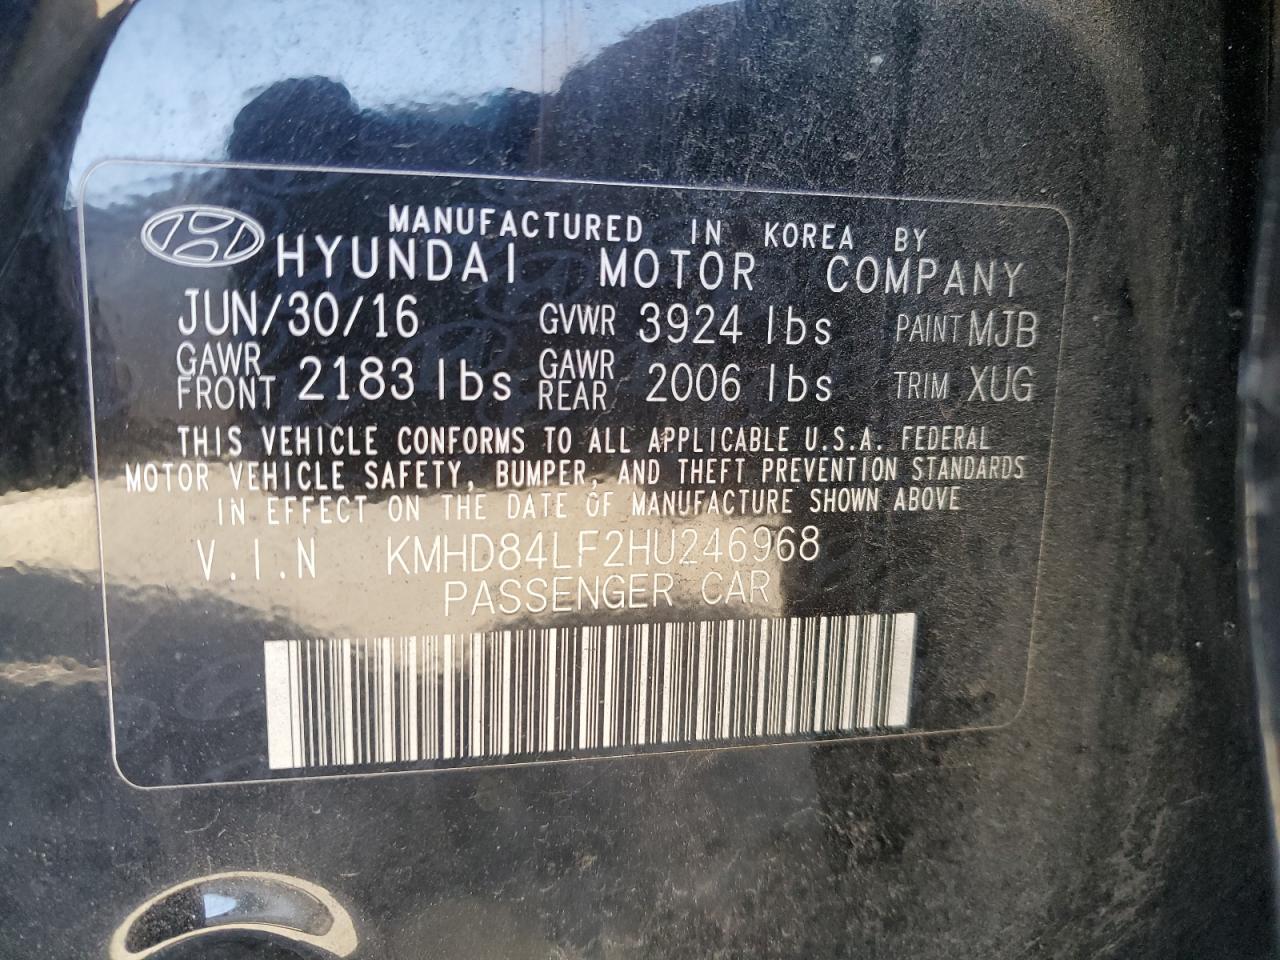 MANUFACTURED IN KOREA BY
HYUNDAI MOTOR COMPANY
JUN/30/16 GVWR 3924 lbs PAINT MJB
GAWR FRONT 2183 lbs GAWR REAR 2006 lbs TRIM XUG
THIS VEHICLE CONFORMS TO ALL APPLICABLE U.S.A. FEDERAL
MOTOR VEHICLE SAFETY, BUMPER, AND THEFT PREVENTION STANDARDS
IN EFFECT ON THE DATE OF MANUFACTURE SHOWN ABOVE
V.I.N KMHD84LF2HU246968
PASSENGER CAR